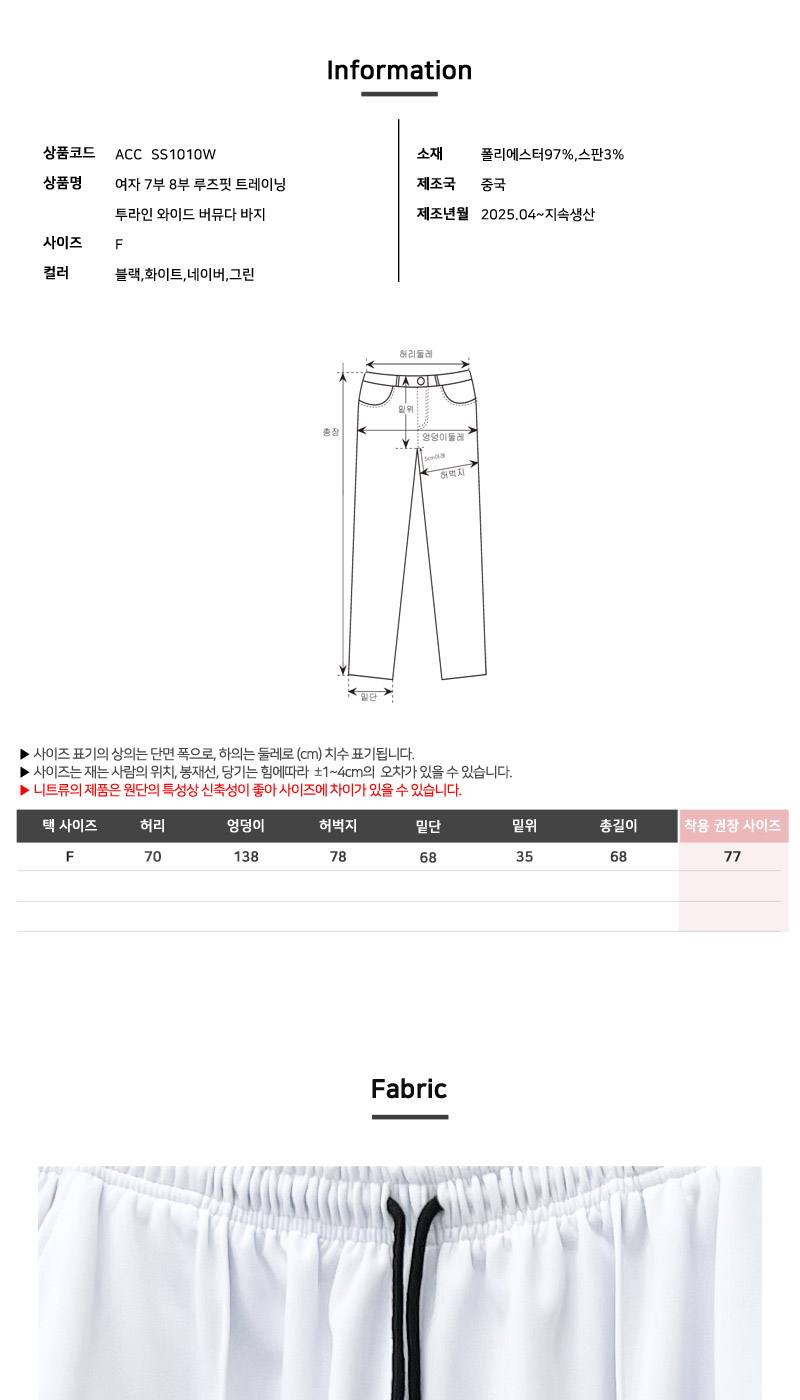 Information
상품코드 ACC SS1010W
상품명 여자 7부 8부 루즈핏 트레이닝
투라인 와이드 버뮤다 바지
사이즈 F
컬러 블랙,화이트,네이버,그린
소재 폴리에스터97%,스판3%
제조국 중국
제조년월 2025.04~지속생산
허리둘레
밑위
총장
엉덩이둘레
5cm아래
허벅지
밑단
▶ 사이즈 표기의 상의는 단면 폭으로, 하의는 둘레로 (cm) 치수 표기됩니다.
▶ 사이즈는 재는 사람의 위치, 봉재선, 당기는 힘에따라 ±1~4cm의 오차가 있을 수 있습니다.
▶ 니트류의 제품은 원단의 특성상 신축성이 좋아 사이즈에 차이가 있을 수 있습니다.
택 사이즈 허리 엉덩이 허벅지 밑단 밑위 총길이 착용 권장 사이즈
F 70 138 78 68 35 68 77
Fabric